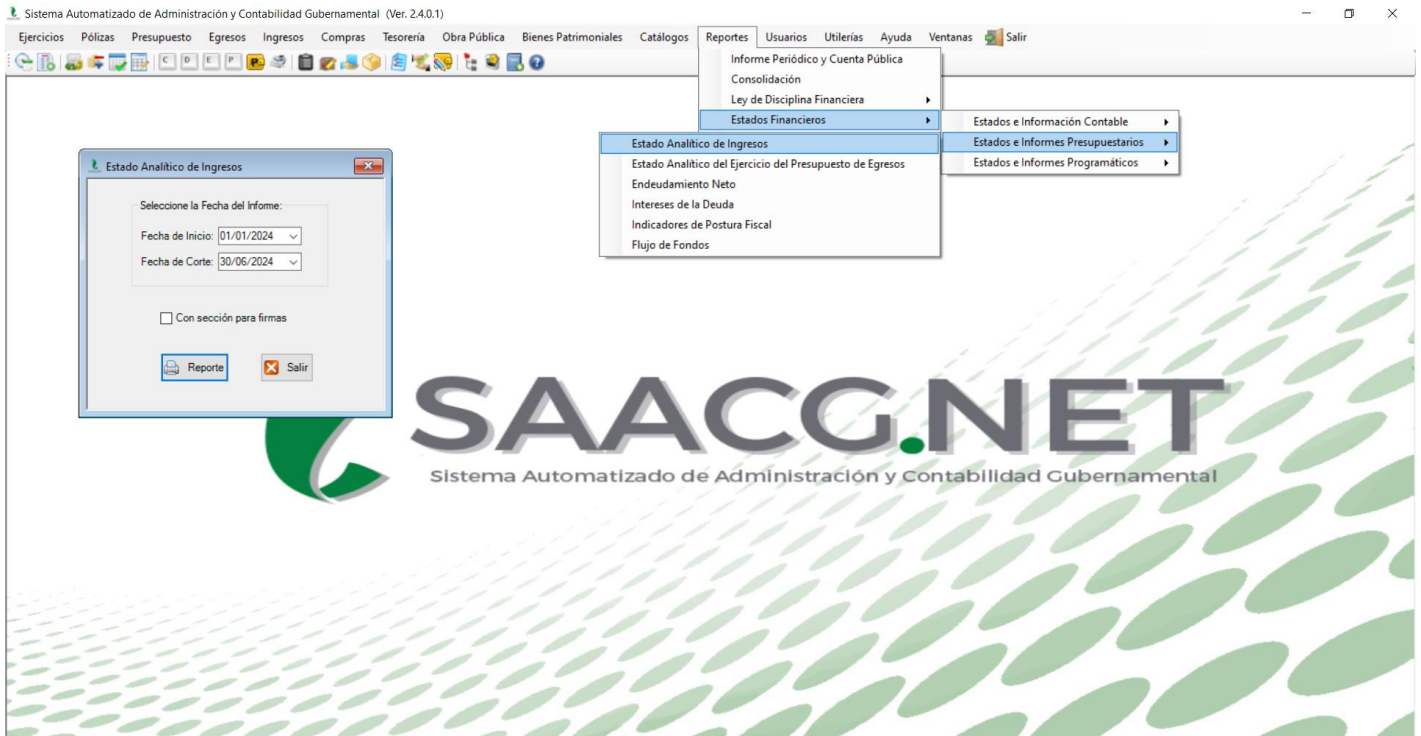 Sistema Automatizado de Administración y Contabilidad Gubernamental (Ver. 2.4.0.1)
Ejercicios Pólizas Presupuesto Egresos Ingresos Compras Tesorería Obra Pública Bienes Patrimoniales Catálogos Reportes Usuarios Utilerías Ayuda Ventanas Salir
C D E P P
Informe Periódico y Cuenta Pública
Consolidación
Ley de Disciplina Financiera
Estados Financieros
Estados e Información Contable
Estados e Informes Presupuestarios
Estados e Informes Programáticos
Estado Analítico de Ingresos
Estado Analítico del Ejercicio del Presupuesto de Egresos
Endeudamiento Neto
Intereses de la Deuda
Indicadores de Postura Fiscal
Flujo de Fondos
Estado Analítico de Ingresos
Seleccione la Fecha del Informe:
Fecha de Inicio: 01/01/2024
Fecha de Corte: 30/06/2024
Con sección para firmas
Reporte Salir
SAACG.NET
Sistema Automatizado de Administración y Contabilidad Gubernamental